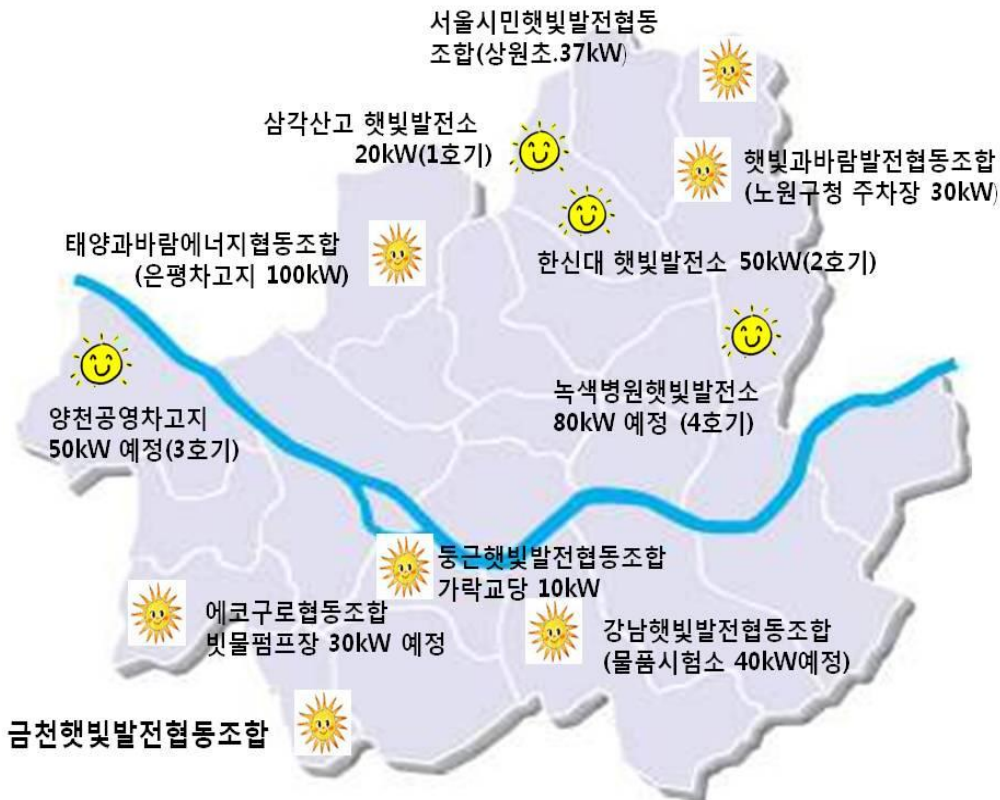 서울시민햇빛발전협동
조합(상원초.37kW)
삼각산고 햇빛발전소
20kW(1호기)
햇빛과바람발전협동조합
(노원구청 주차장 30kW)
태양과바람에너지협동조합
(은평차고지 100kW)
한신대 햇빛발전소 50kW(2호기)
녹색병원햇빛발전소
80kW 예정 (4호기)
양천공영차고지
50kW 예정(3호기)
둥근햇빛발전협동조합
가락교당 10kW
에코구로협동조합
빗물펌프장 30kW 예정
강남햇빛발전협동조합
(물품시험소 40kW예정)
금천햇빛발전협동조합